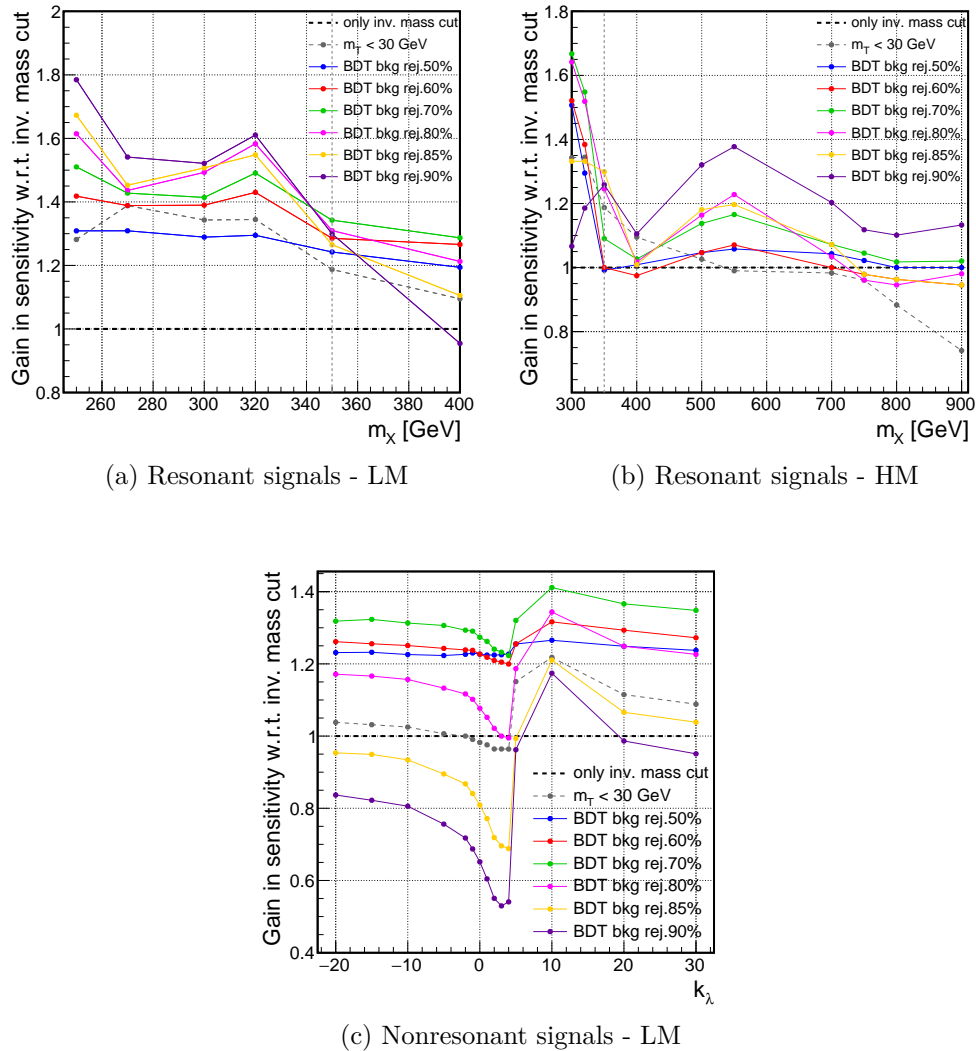 Gain in sensitivity w.r.t. inv. mass cut
2
1.8
1.6
1.4
1.2
1
0.8
only inv. mass cut
m_T < 30 GeV
BDT bkg rej.50%
BDT bkg rej.60%
BDT bkg rej.70%
BDT bkg rej.80%
BDT bkg rej.85%
BDT bkg rej.90%
260 280 300 320 340 360 380 400
m_X [GeV]
(a) Resonant signals - LM
Gain in sensitivity w.r.t. inv. mass cut
1.8
1.6
1.4
1.2
1.0
0.8
only inv. mass cut
m_T < 30 GeV
BDT bkg rej.50%
BDT bkg rej.60%
BDT bkg rej.70%
BDT bkg rej.80%
BDT bkg rej.85%
BDT bkg rej.90%
300 400 500 600 700 800 900
m_X [GeV]
(b) Resonant signals - HM
Gain in sensitivity w.r.t. inv. mass cut
1.4
1.2
1
0.8
0.6
0.4
only inv. mass cut
m_T < 30 GeV
BDT bkg rej.50%
BDT bkg rej.60%
BDT bkg rej.70%
BDT bkg rej.80%
BDT bkg rej.85%
BDT bkg rej.90%
−20 −10 0 10 20 30
k_λ
(c) Nonresonant signals - LM